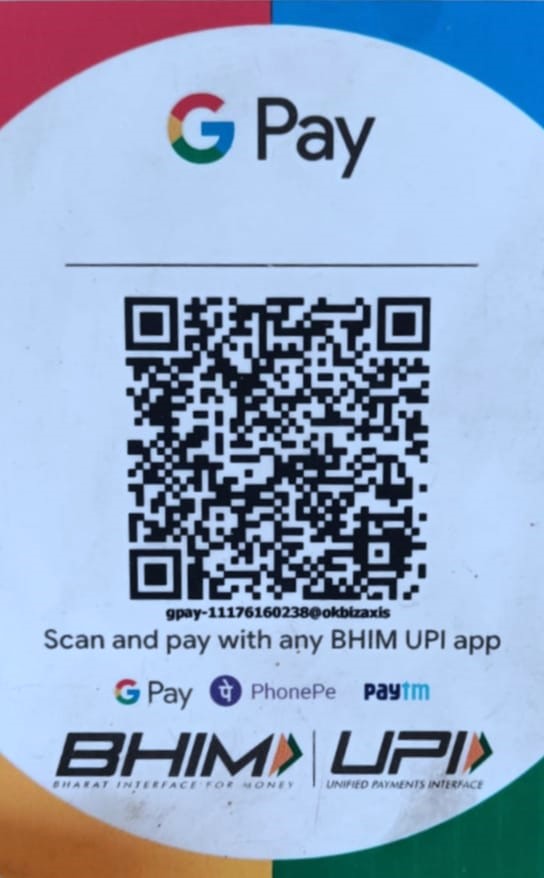 G Pay
gpay-11176160238@okbizaxis
Scan and pay with any BHIM UPI app
G Pay पे PhonePe paytm
BHIM UPI
BHARAT INTERFACE FOR MONEY UNIFIED PAYMENTS INTERFACE